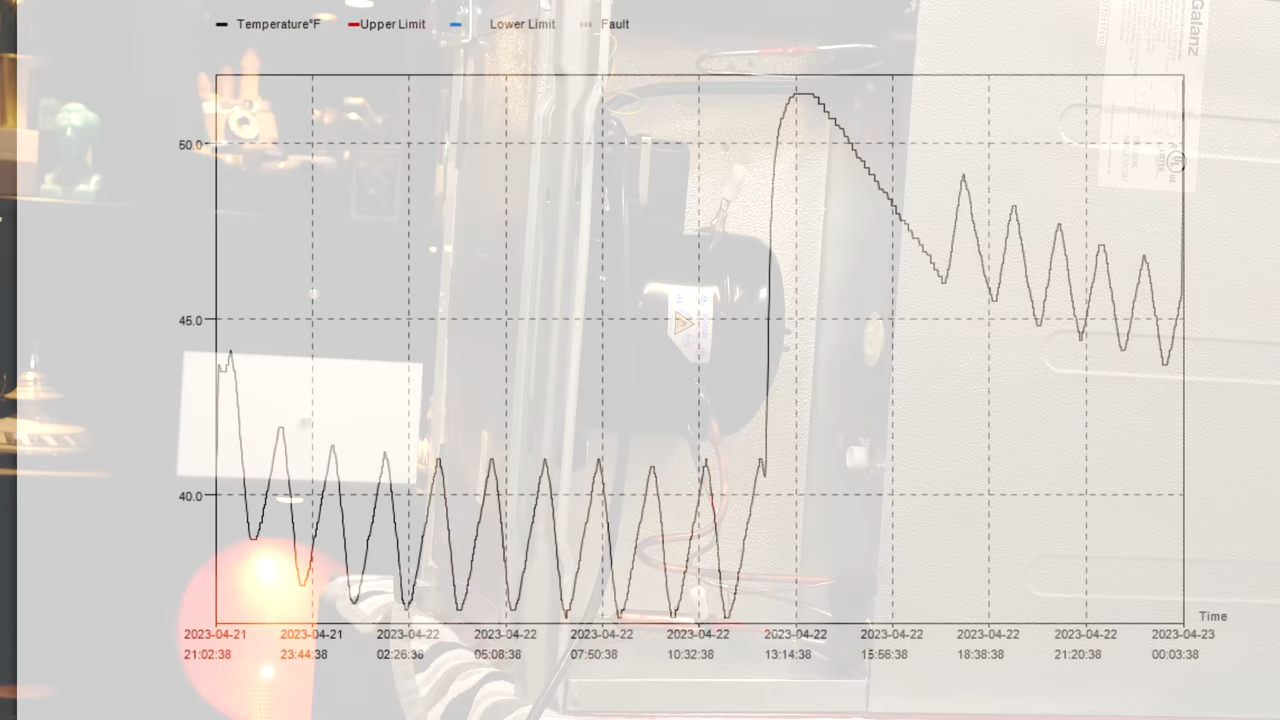 Temperature°F Upper Limit Lower Limit Fault
Galanz
50.0
45.0
40.0
Time
2023-04-21 2023-04-21 2023-04-22 2023-04-22 2023-04-22 2023-04-22 2023-04-22 2023-04-22 2023-04-22 2023-04-22 2023-04-23
21:02:38 23:44:38 02:26:38 05:08:38 07:50:38 10:32:38 13:14:38 15:56:38 18:38:38 21:20:38 00:03:38